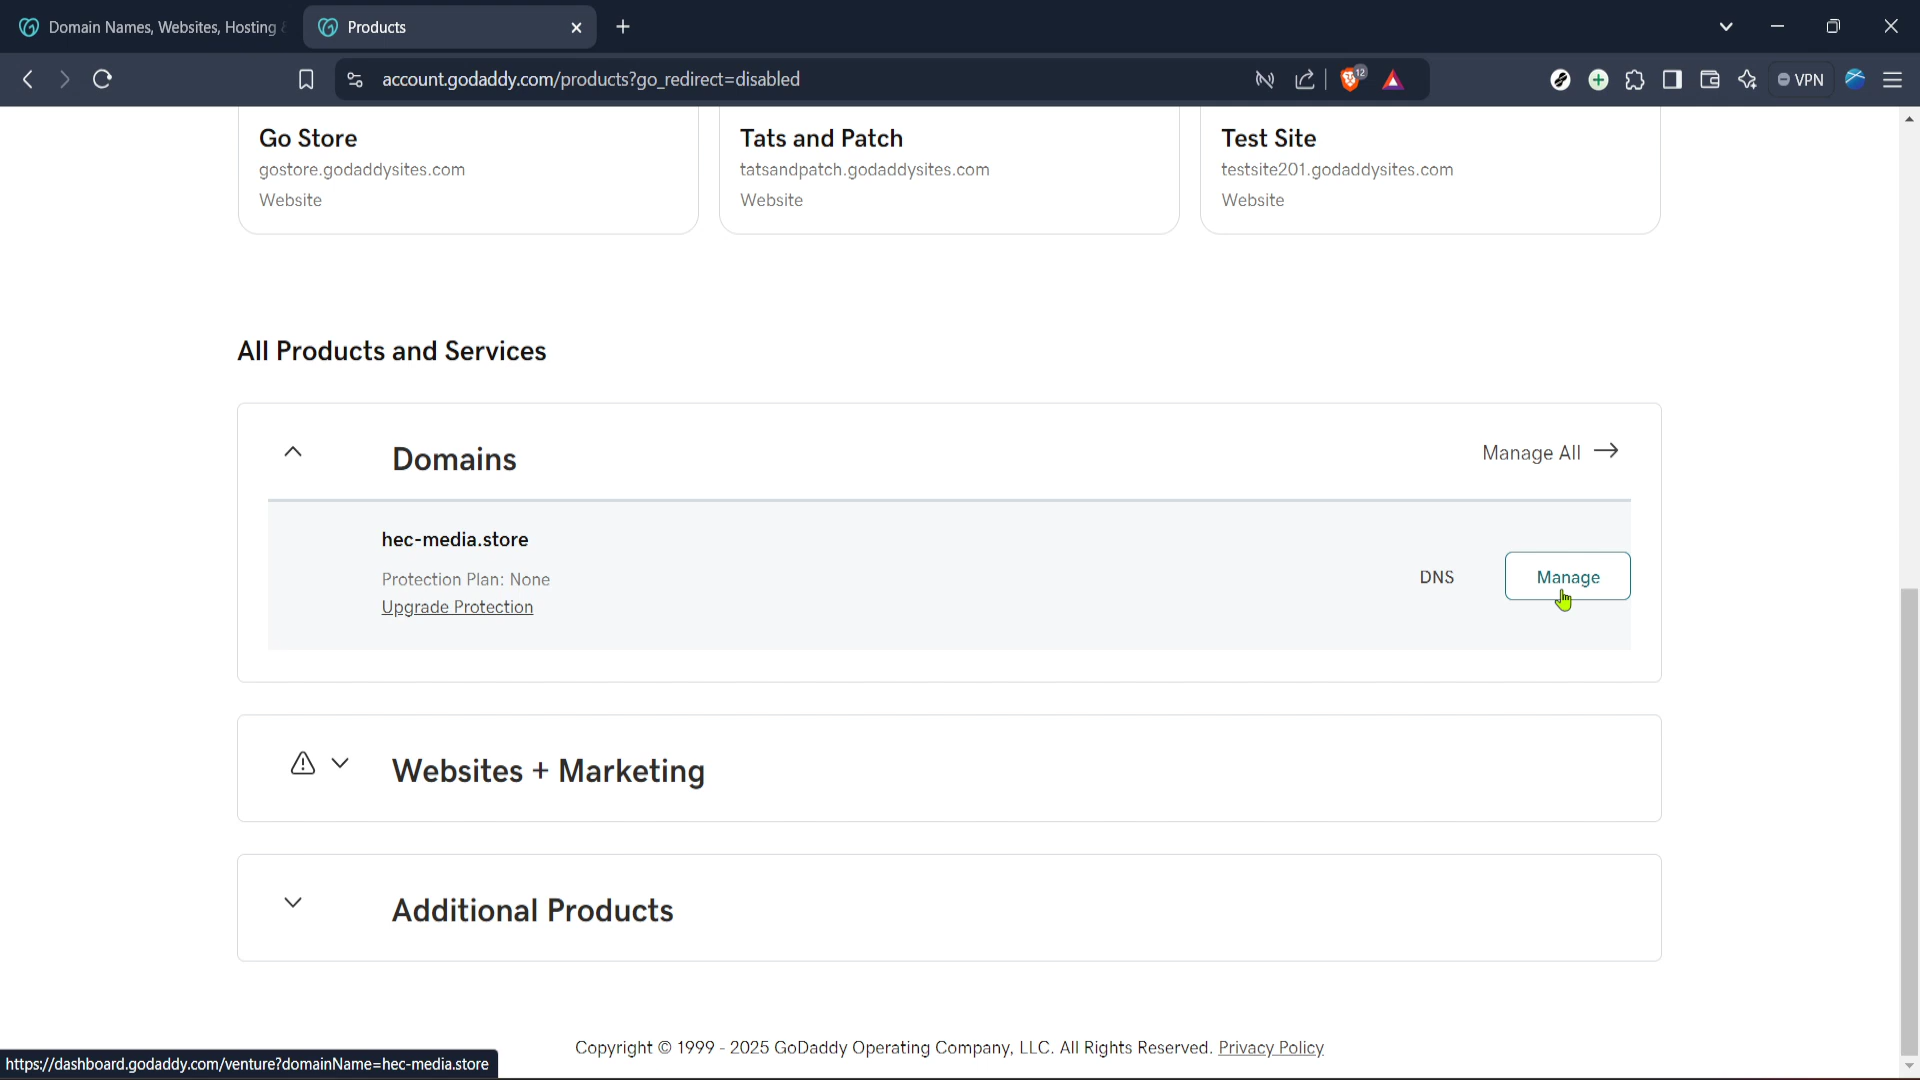 Domain Names, Websites, Hosting &
Products
account.godaddy.com/products?go_redirect=disabled
12
VPN
Go Store
gostore.godaddysites.com
Website
Tats and Patch
tatsandpatch.godaddysites.com
Website
Test Site
testsite201.godaddysites.com
Website
All Products and Services
Domains
Manage All
hec-media.store
Protection Plan: None
Upgrade Protection
DNS
Manage
Websites + Marketing
Additional Products
Copyright © 1999 - 2025 GoDaddy Operating Company, LLC. All Rights Reserved. Privacy Policy
https://dashboard.godaddy.com/venture?domainName=hec-media.store